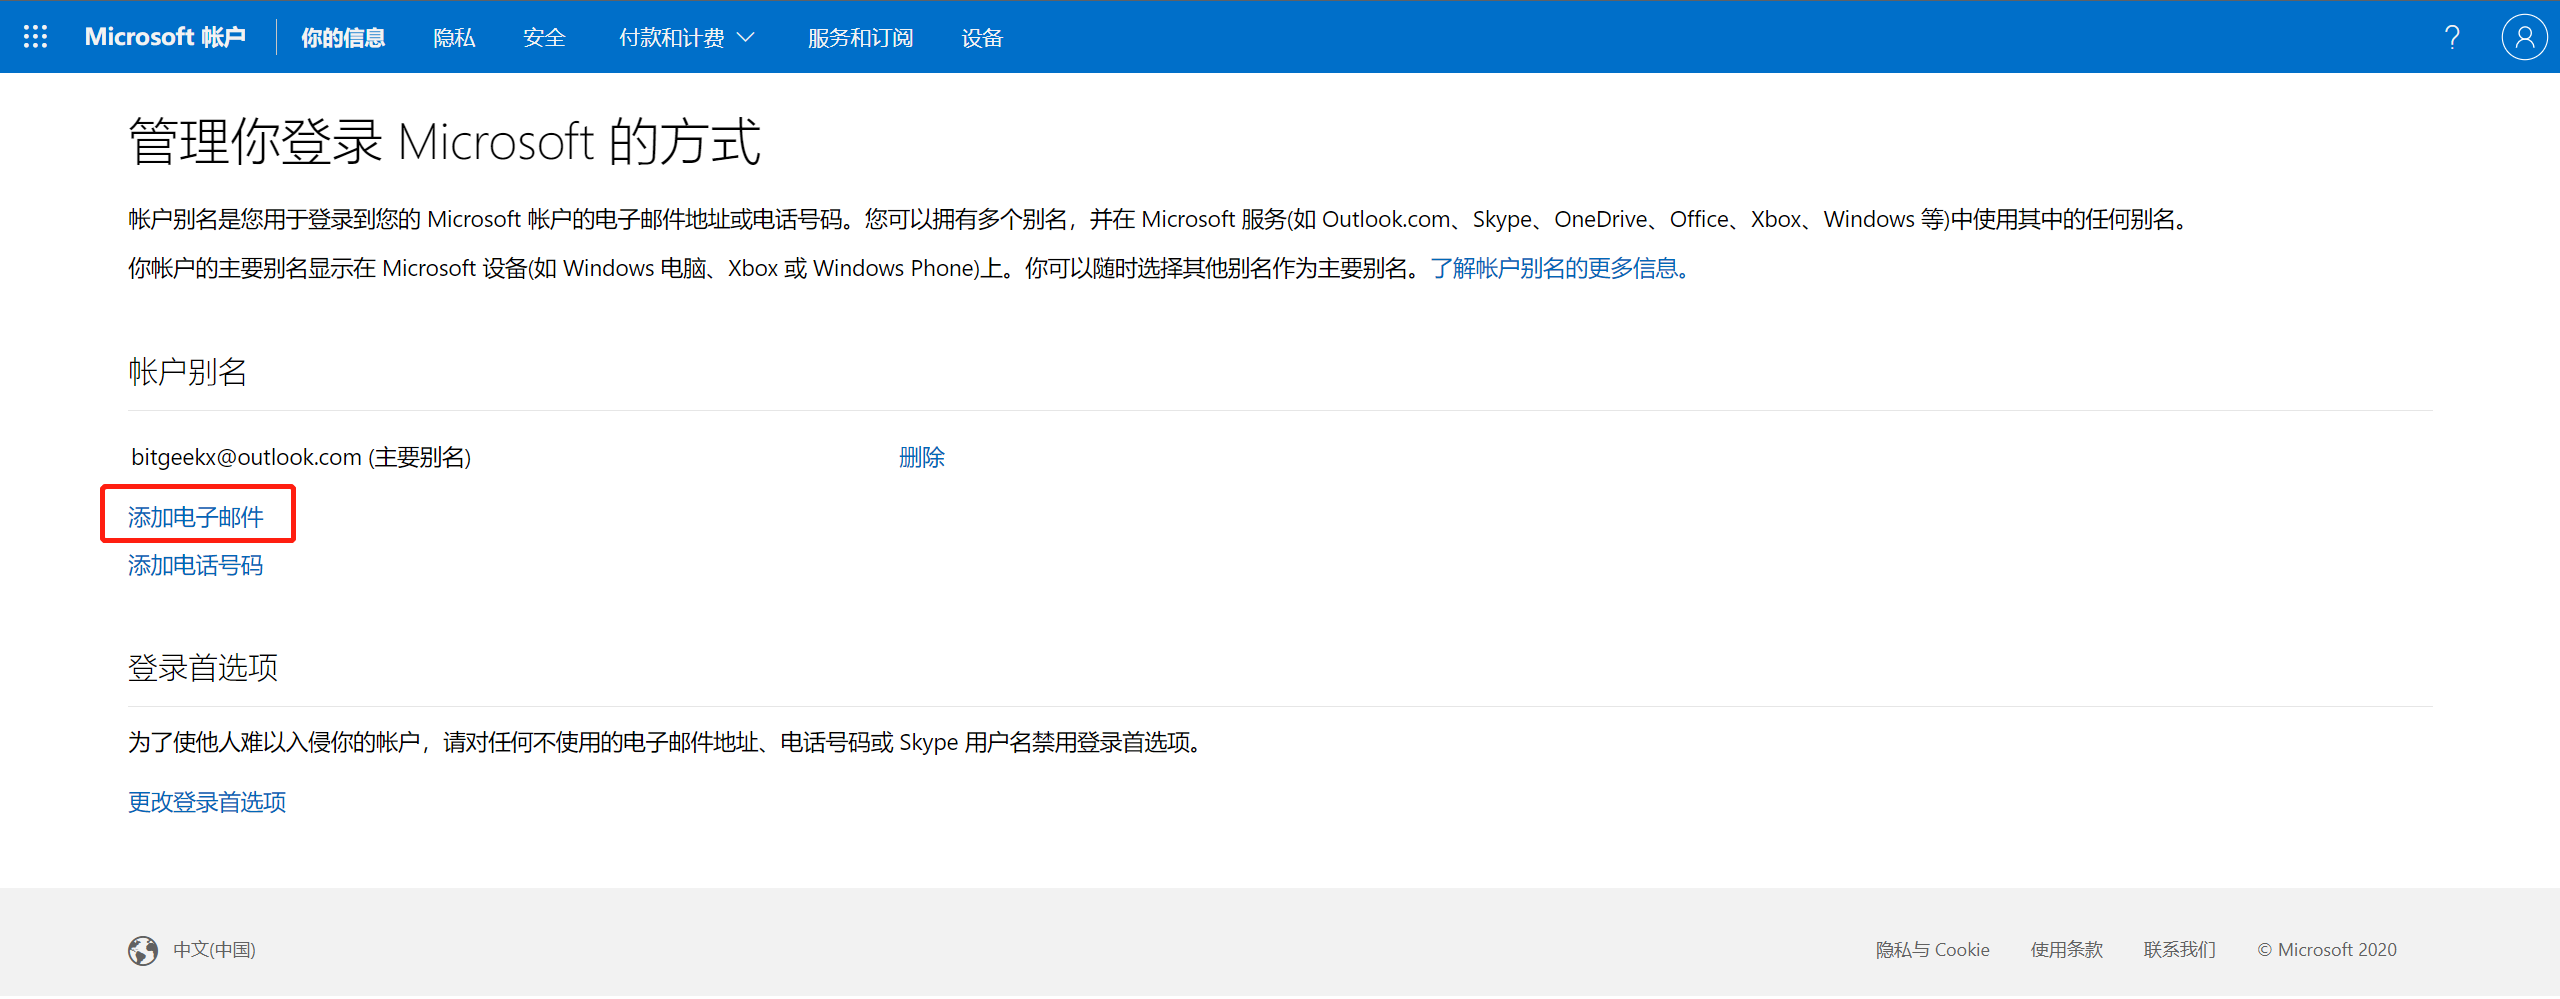 Microsoft 帐户 你的信息 隐私 安全 付款和计费 服务和订阅 设备 ?
管理你登录 Microsoft 的方式
帐户别名是您用于登录到您的 Microsoft 帐户的电子邮件地址或电话号码。您可以拥有多个别名，并在 Microsoft 服务(如 Outlook.com、Skype、OneDrive、Office、Xbox、Windows 等)中使用其中的任何别名。
你帐户的主要别名显示在 Microsoft 设备(如 Windows 电脑、Xbox 或 Windows Phone)上。你可以随时选择其他别名作为主要别名。了解帐户别名的更多信息。
帐户别名
bitgeekx@outlook.com (主要别名) 删除
添加电子邮件
添加电话号码
登录首选项
为了使他人难以入侵你的帐户，请对任何不使用的电子邮件地址、电话号码或 Skype 用户名禁用登录首选项。
更改登录首选项
中文(中国) 隐私与 Cookie 使用条款 联系我们 © Microsoft 2020